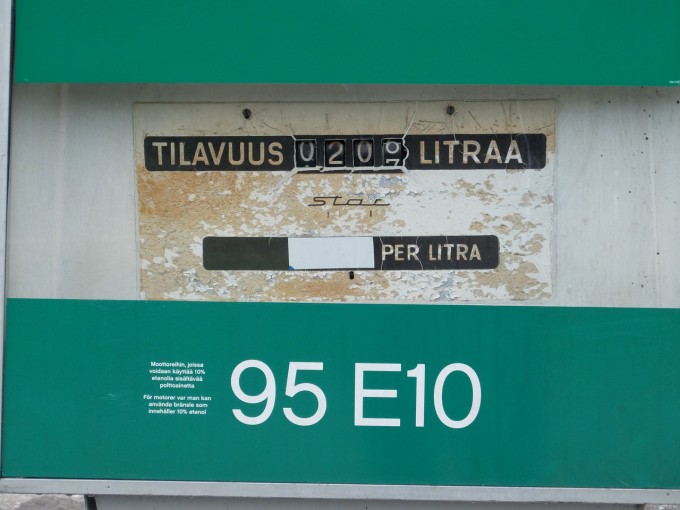 TILAVUUS 0208 LITRAA
Star
PER LITRA
Moottoreihin, joissa
voidaan käyttää 10%
etanolia sisältävää
polttoainetta
För motorer var man kan
använda bränsle som
innehåller 10% etanol
95 E10